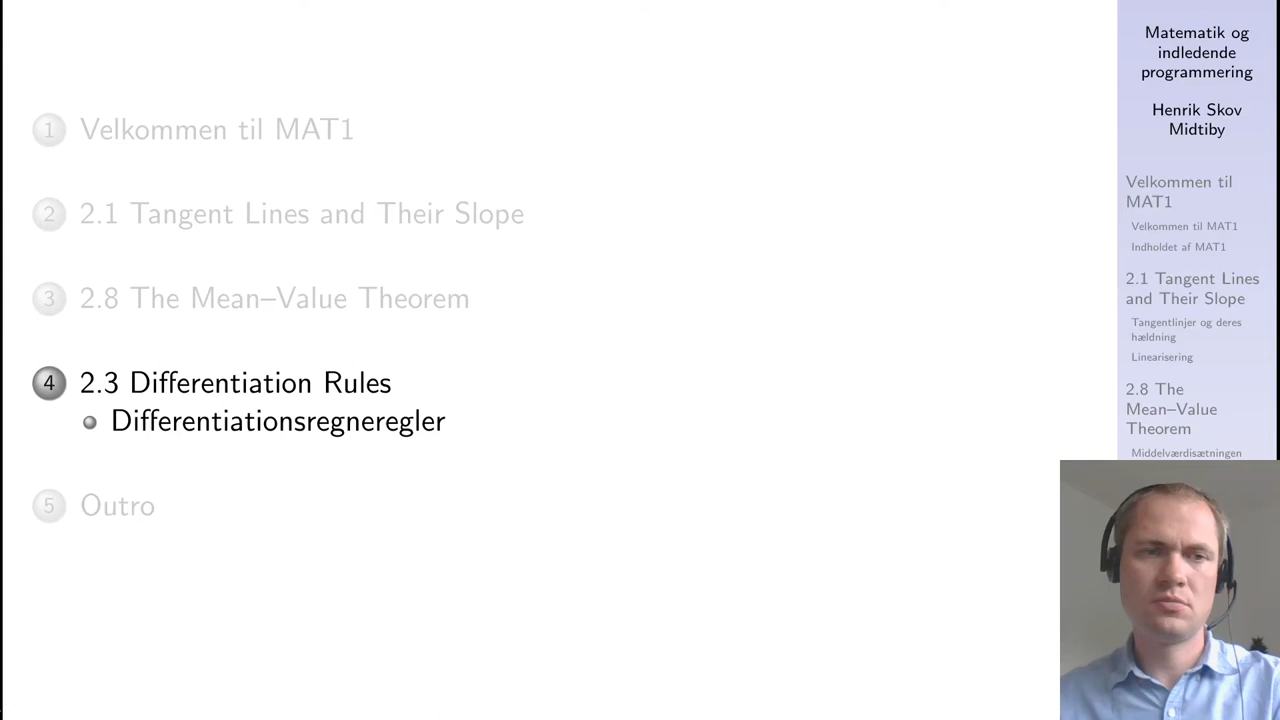 1 Velkommen til MAT1
2 2.1 Tangent Lines and Their Slope
3 2.8 The Mean–Value Theorem
4 2.3 Differentiation Rules
Differentiationsregneregler
5 Outro
Matematik og
indledende
programmering
Henrik Skov
Midtiby
Velkommen til
MAT1
Velkommen til MAT1
Indholdet af MAT1
2.1 Tangent Lines
and Their Slope
Tangentlinjer og deres
hældning
Linearisering
2.8 The
Mean–Value
Theorem
Middelværdisætningen